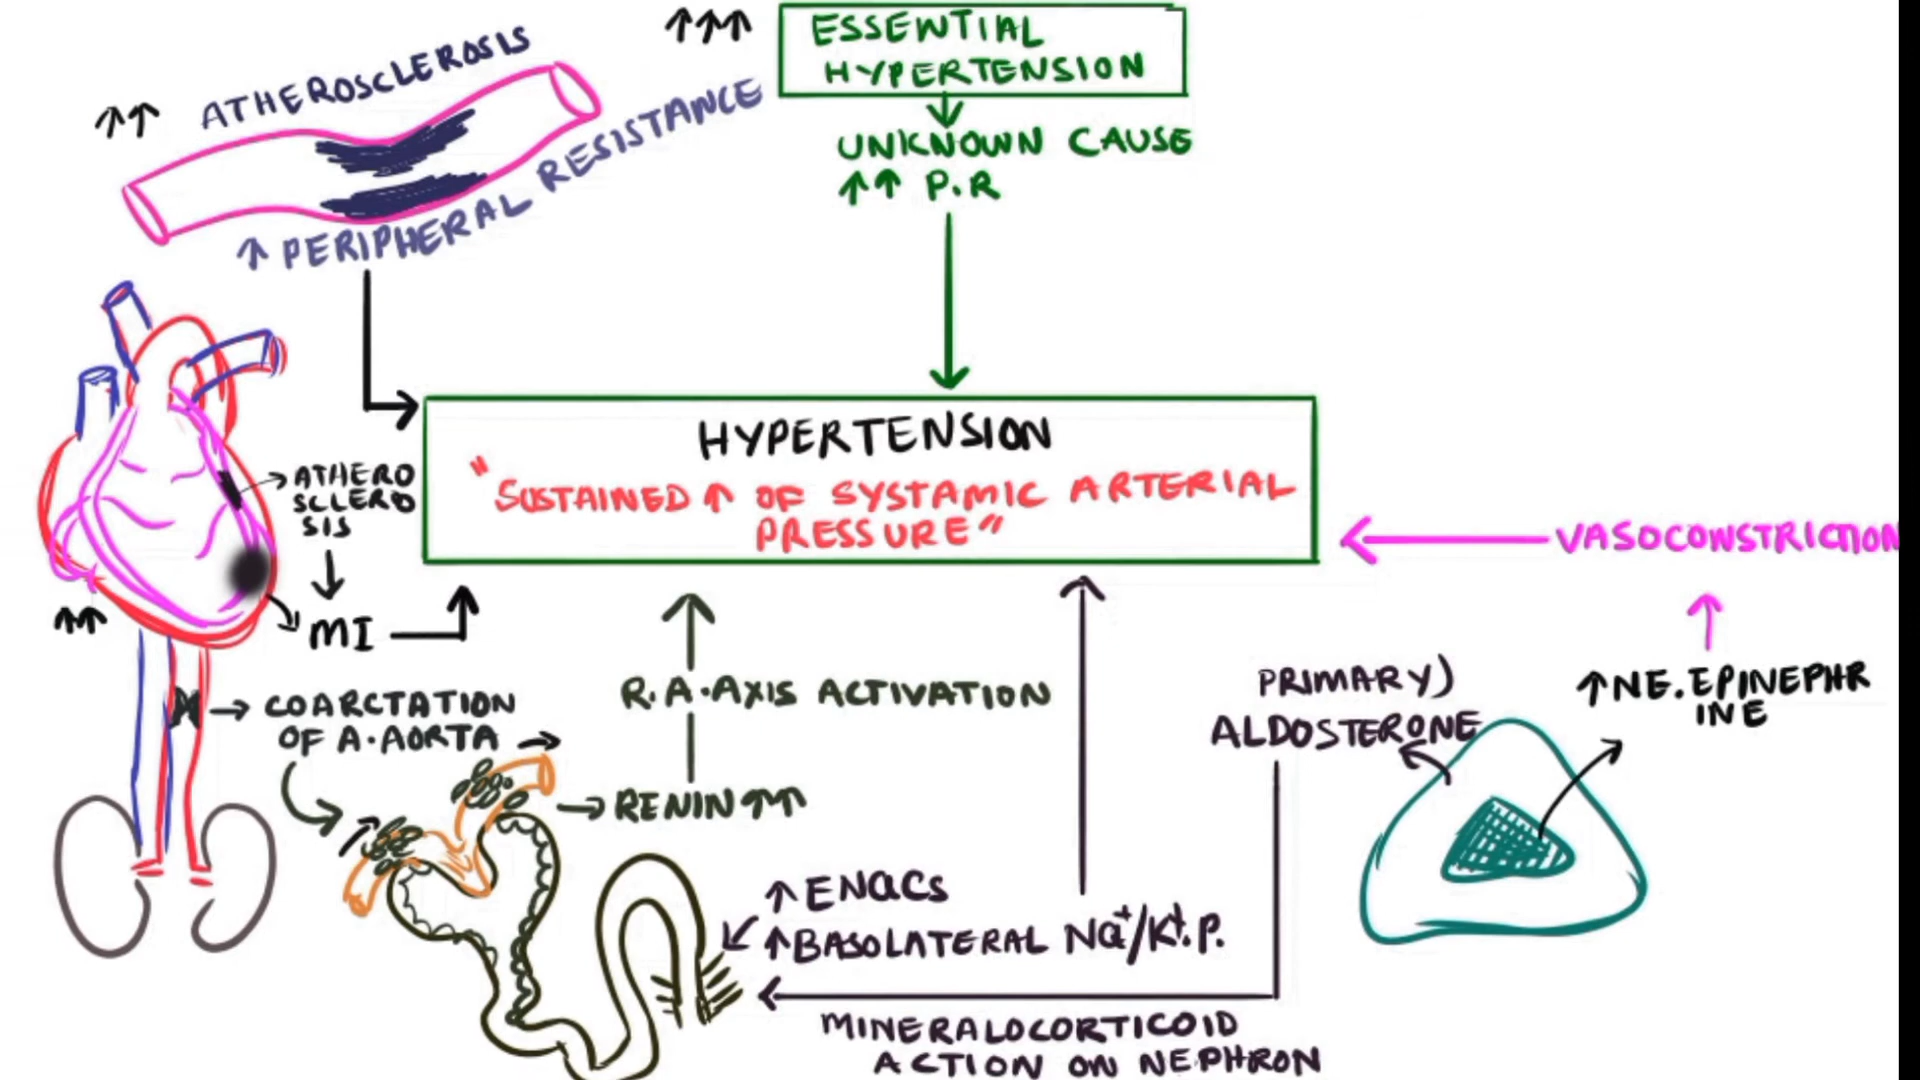 ↑↑↑ ESSENTIAL
HYPERTENSION
UNKNOWN CAUSE
↑↑ P.R
↑↑ ATHEROSCLEROSIS
↑ PERIPHERAL RESISTANCE
HYPERTENSION
"SUSTAINED ↑ OF SYSTAMIC ARTERIAL
PRESSURE"
ATHERO
SCLERO
SIS
↑↑
MI
VASOCONSTRICTION
COARCTATION
OF A.AORTA
R.A.AXIS ACTIVATION
RENIN ↑↑↑
PRIMARY)
ALDOSTERONE
↑NE.EPINEPHR
INE
↑ ENaCs
↑BASOLATERAL Na+/K+.P.
MINERALOCORTICOID
ACTION ON NEPHRON